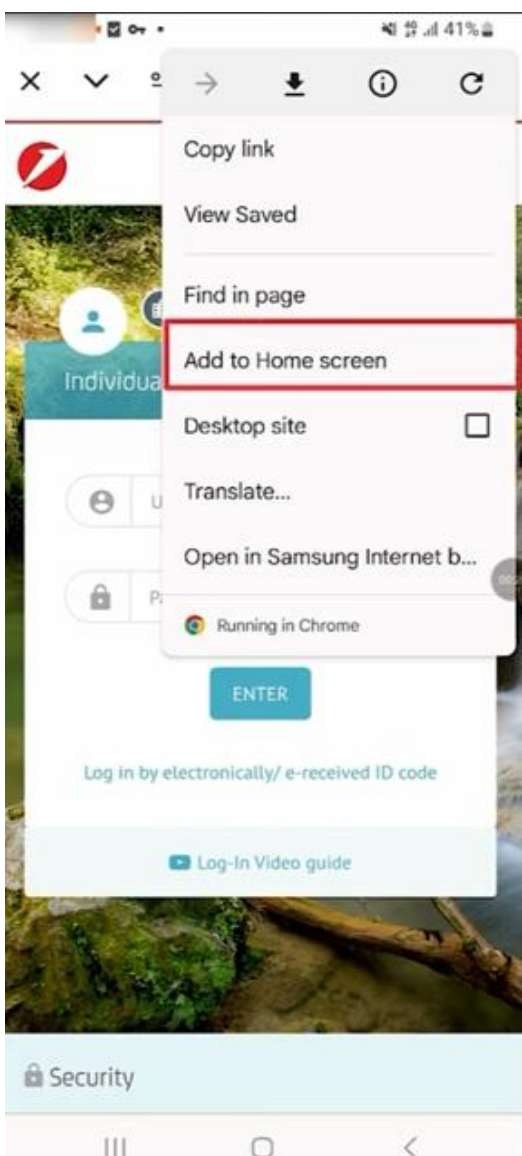 41%
Copy link
View Saved
Find in page
Add to Home screen
Individua
Desktop site
Translate...
U
Open in Samsung Internet b...
Running in Chrome
ENTER
Log in by electronically/ e-received ID code
Log-In Video guide
Security